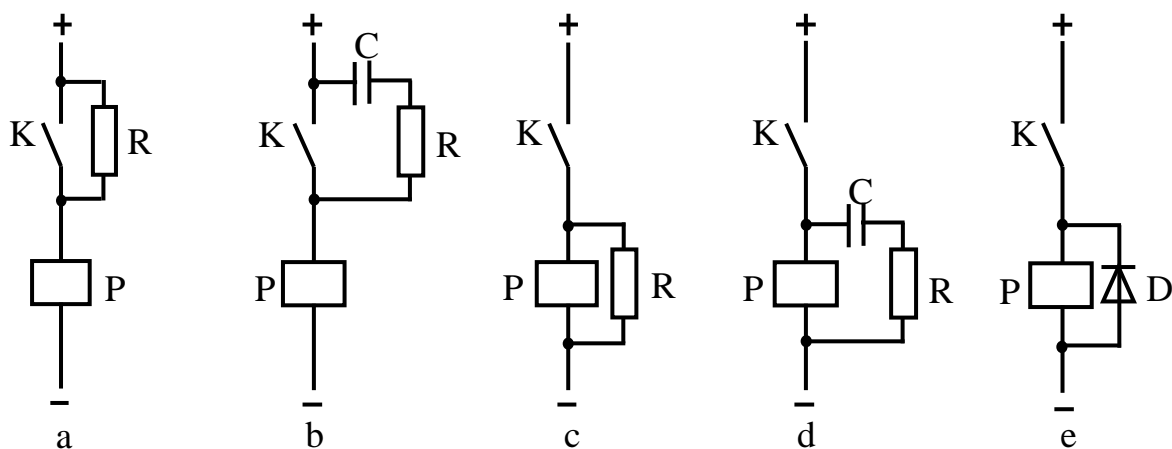 + + + + +
C
K R K R K K K
C
P P P R P R P D
− − − − −
a b c d e